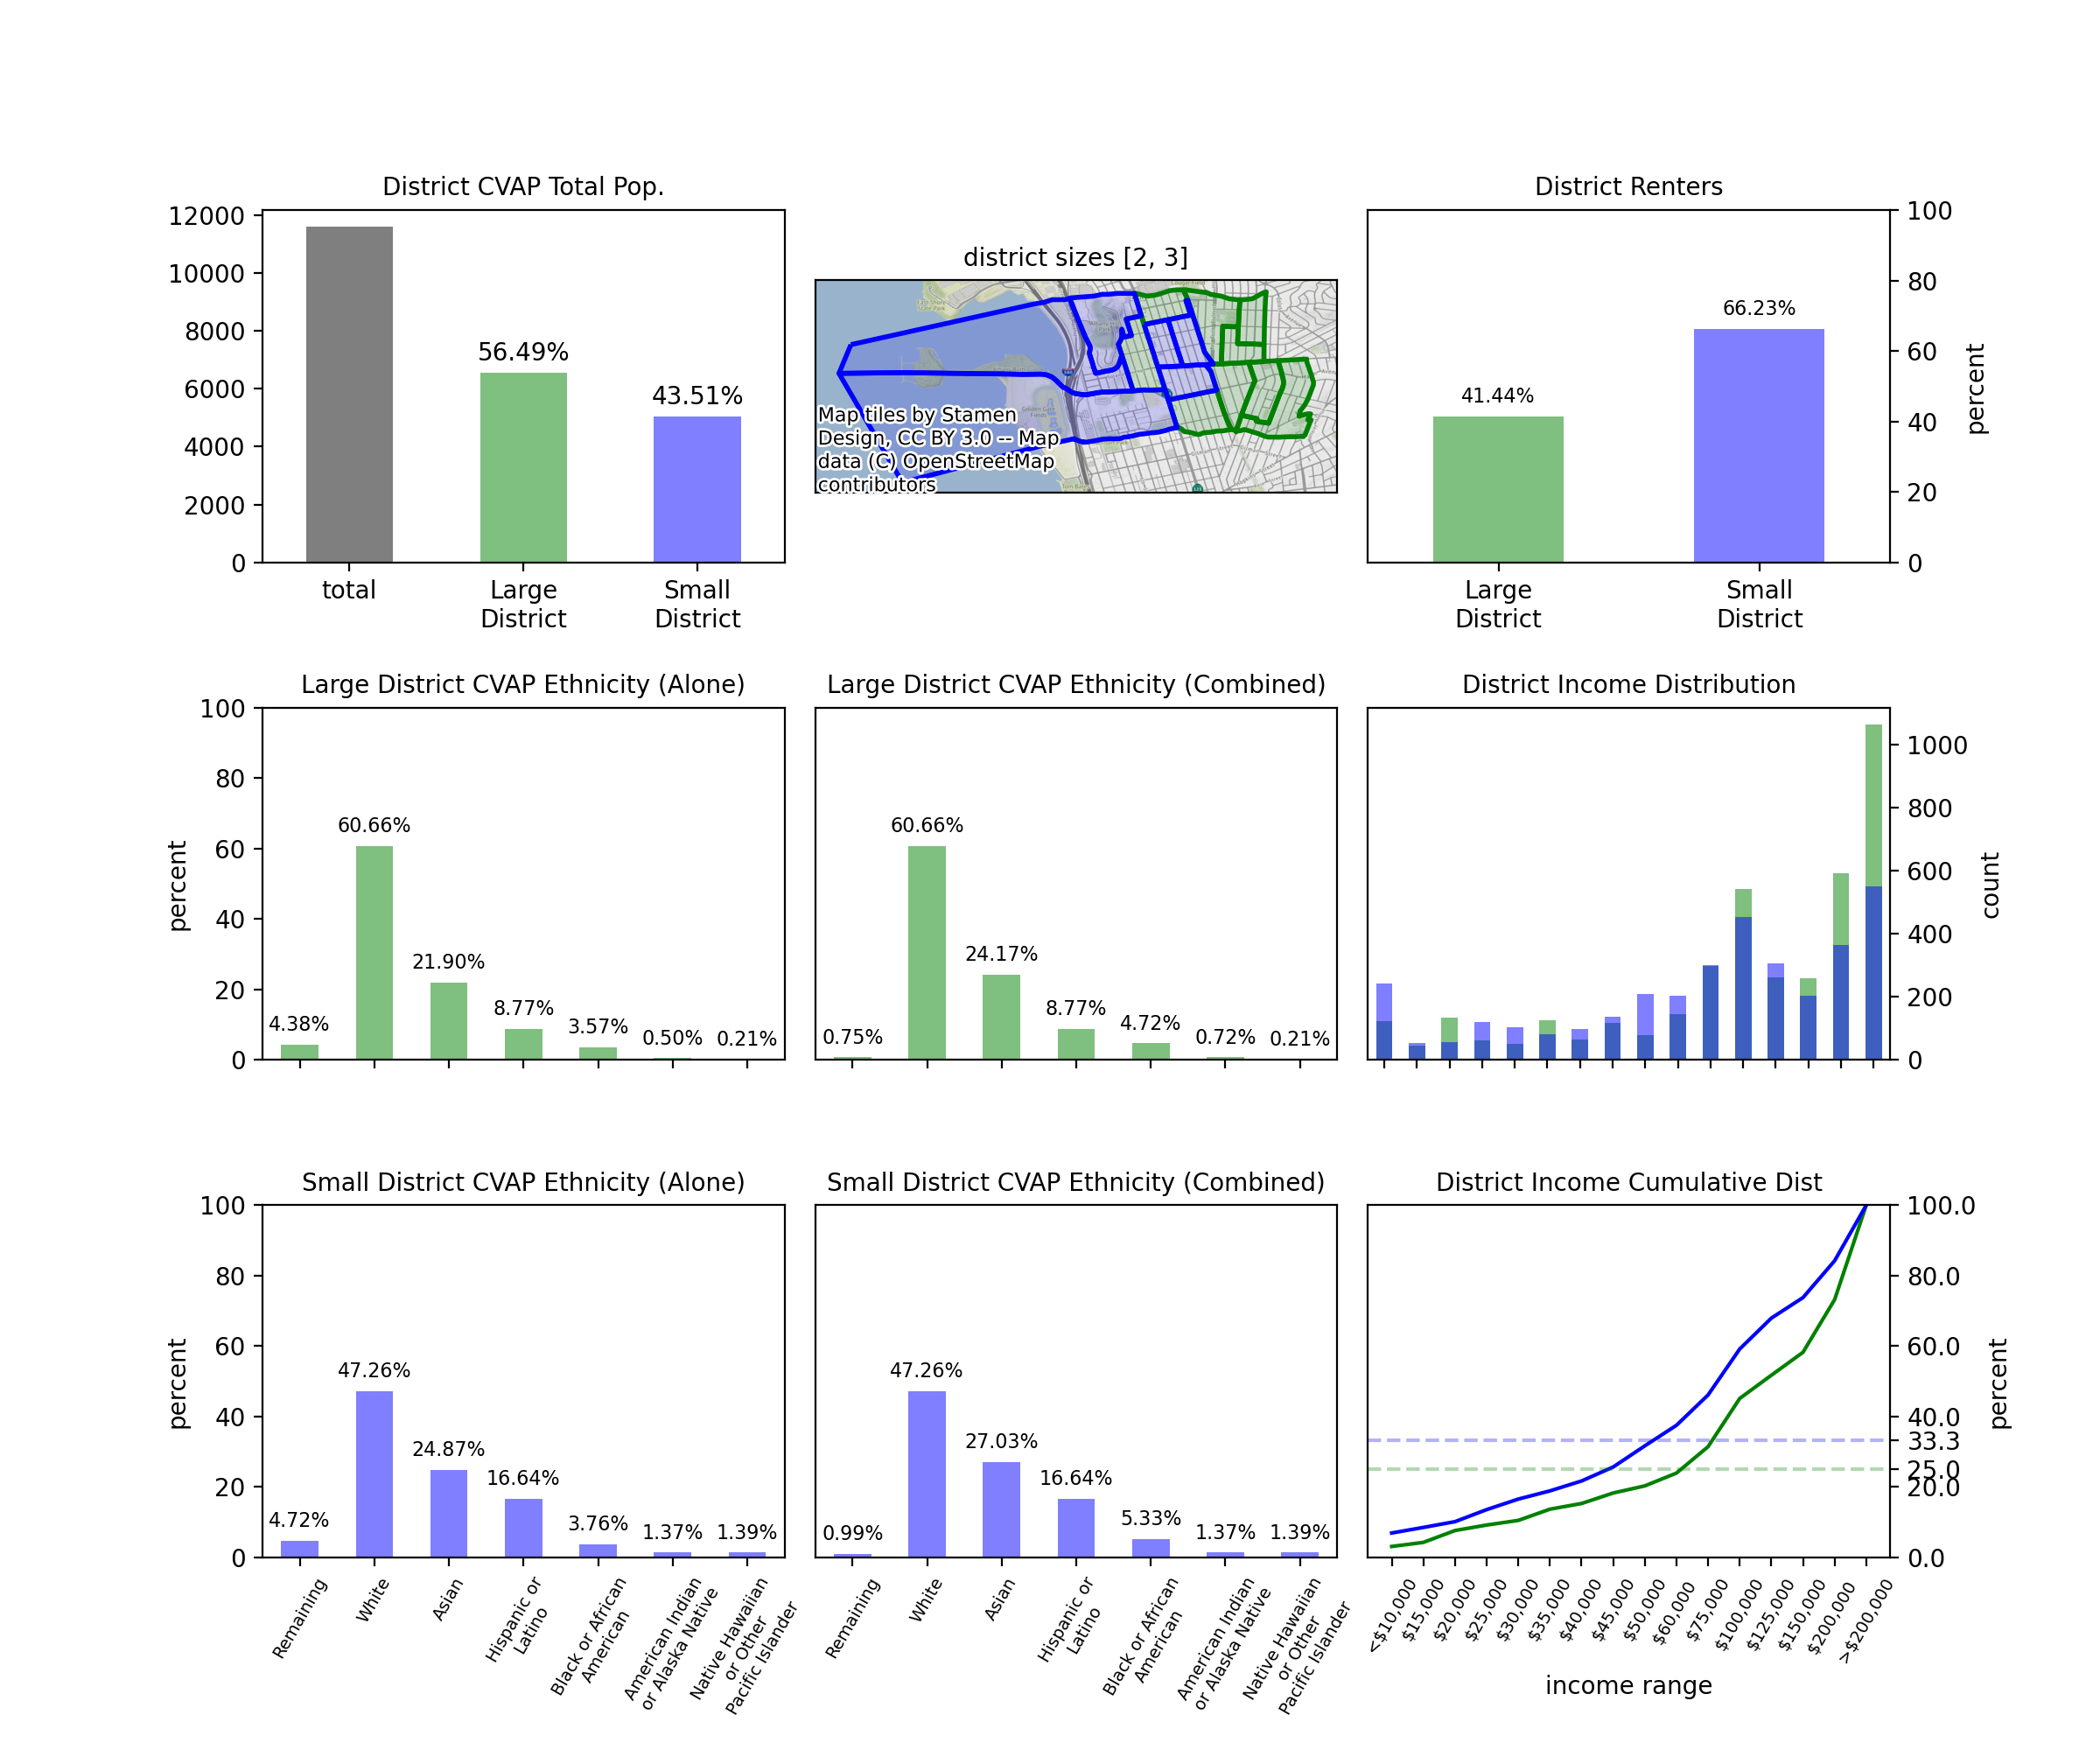 District CVAP Total Pop.
12000
10000
8000
6000
4000
2000
0
56.49%
43.51%
total
Large
District
Small
District
district sizes [2, 3]
Map tiles by Stamen
Design, CC BY 3.0 -- Map
data (C) OpenStreetMap
contributors
District Renters
41.44%
66.23%
100
80
60
40
20
0
percent
Large
District
Small
District
Large District CVAP Ethnicity (Alone)
percent
100
80
60
40
20
0
4.38%
60.66%
21.90%
8.77%
3.57%
0.50%
0.21%
Large District CVAP Ethnicity (Combined)
0.75%
60.66%
24.17%
8.77%
4.72%
0.72%
0.21%
District Income Distribution
1000
800
600
400
200
0
count
Small District CVAP Ethnicity (Alone)
percent
100
80
60
40
20
0
4.72%
47.26%
24.87%
16.64%
3.76%
1.37%
1.39%
Remaining
White
Asian
Hispanic or
Latino
Black or African
American
American Indian
or Alaska Native
Native Hawaiian
or Other
Pacific Islander
Small District CVAP Ethnicity (Combined)
0.99%
47.26%
27.03%
16.64%
5.33%
1.37%
1.39%
Remaining
White
Asian
Hispanic or
Latino
Black or African
American
American Indian
or Alaska Native
Native Hawaiian
or Other
Pacific Islander
District Income Cumulative Dist
100.0
80.0
60.0
40.0
33.3
25.0
20.0
0.0
percent
<$10,000
$15,000
$20,000
$25,000
$30,000
$35,000
$40,000
$45,000
$50,000
$60,000
$75,000
$100,000
$125,000
$150,000
$200,000
>$200,000
income range